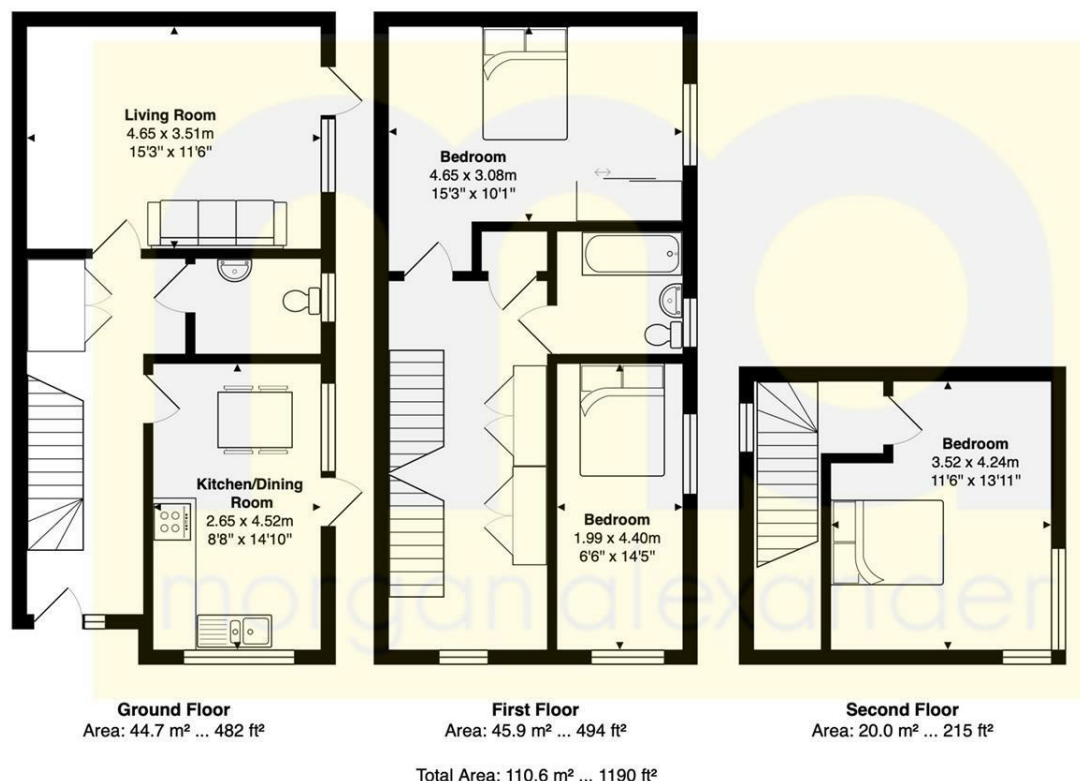 Living Room
4.65 x 3.51m
15'3" x 11'6"
Bedroom
4.65 x 3.08m
15'3" x 10'1"
Kitchen/Dining
Room
2.65 x 4.52m
8'8" x 14'10"
Bedroom
1.99 x 4.40m
6'6" x 14'5"
Bedroom
3.52 x 4.24m
11'6" x 13'11"
morgan alexander
Ground Floor
Area: 44.7 m² ... 482 ft²
First Floor
Area: 45.9 m² ... 494 ft²
Second Floor
Area: 20.0 m² ... 215 ft²
Total Area: 110.6 m² ... 1190 ft²